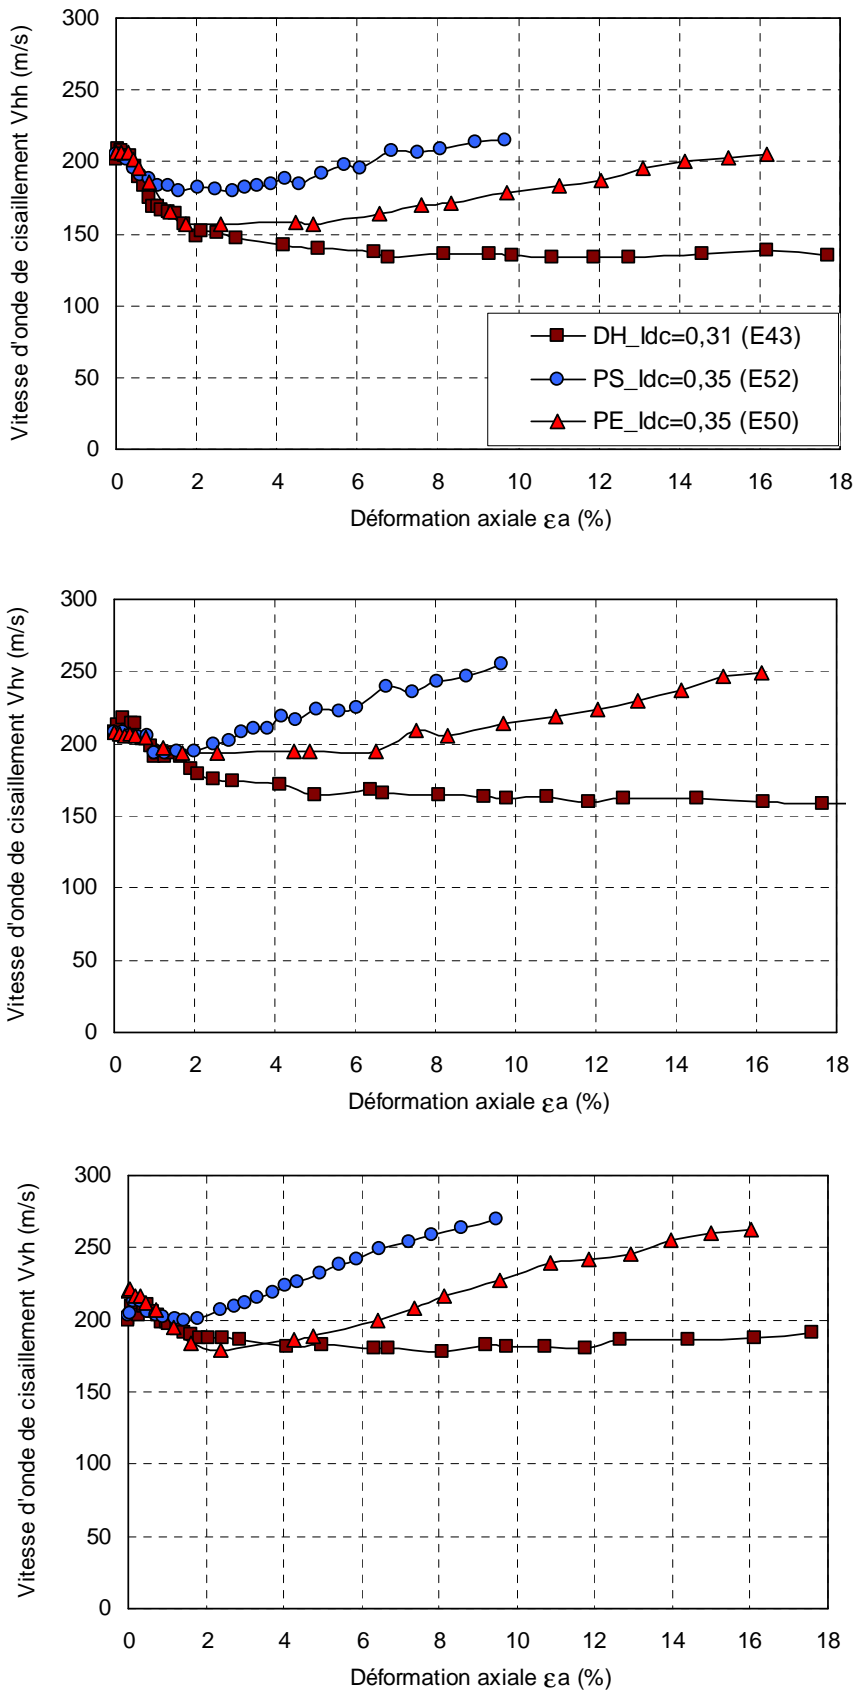 300
250
200
150
100
50
0
Vitesse d'onde de cisaillement Vhh (m/s)
DH_Idc=0,31 (E43)
PS_Idc=0,35 (E52)
PE_Idc=0,35 (E50)
0 2 4 6 8 10 12 14 16 18
Déformation axiale εa (%)
300
250
200
150
100
50
0
Vitesse d'onde de cisaillement Vhv (m/s)
0 2 4 6 8 10 12 14 16 18
Déformation axiale εa (%)
300
250
200
150
100
50
0
Vitesse d'onde de cisaillement Vvh (m/s)
0 2 4 6 8 10 12 14 16 18
Déformation axiale εa (%)